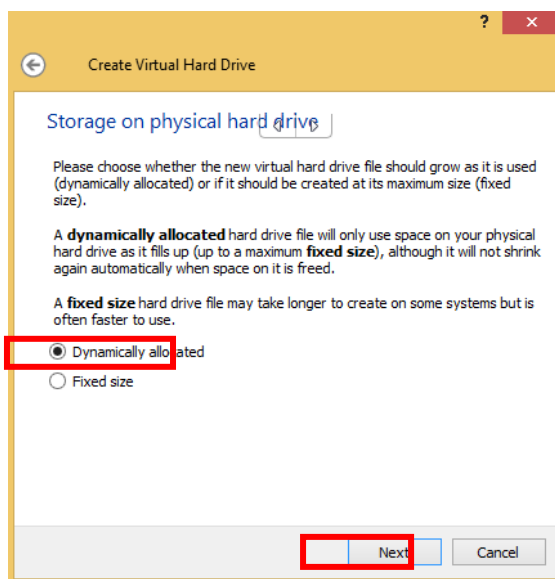 ?
Create Virtual Hard Drive
Storage on physical hard drive
Please choose whether the new virtual hard drive file should grow as it is used
(dynamically allocated) or if it should be created at its maximum size (fixed
size).
A dynamically allocated hard drive file will only use space on your physical
hard drive as it fills up (up to a maximum fixed size), although it will not shrink
again automatically when space on it is freed.
A fixed size hard drive file may take longer to create on some systems but is
often faster to use.
Dynamically allocated
Fixed size
Next
Cancel